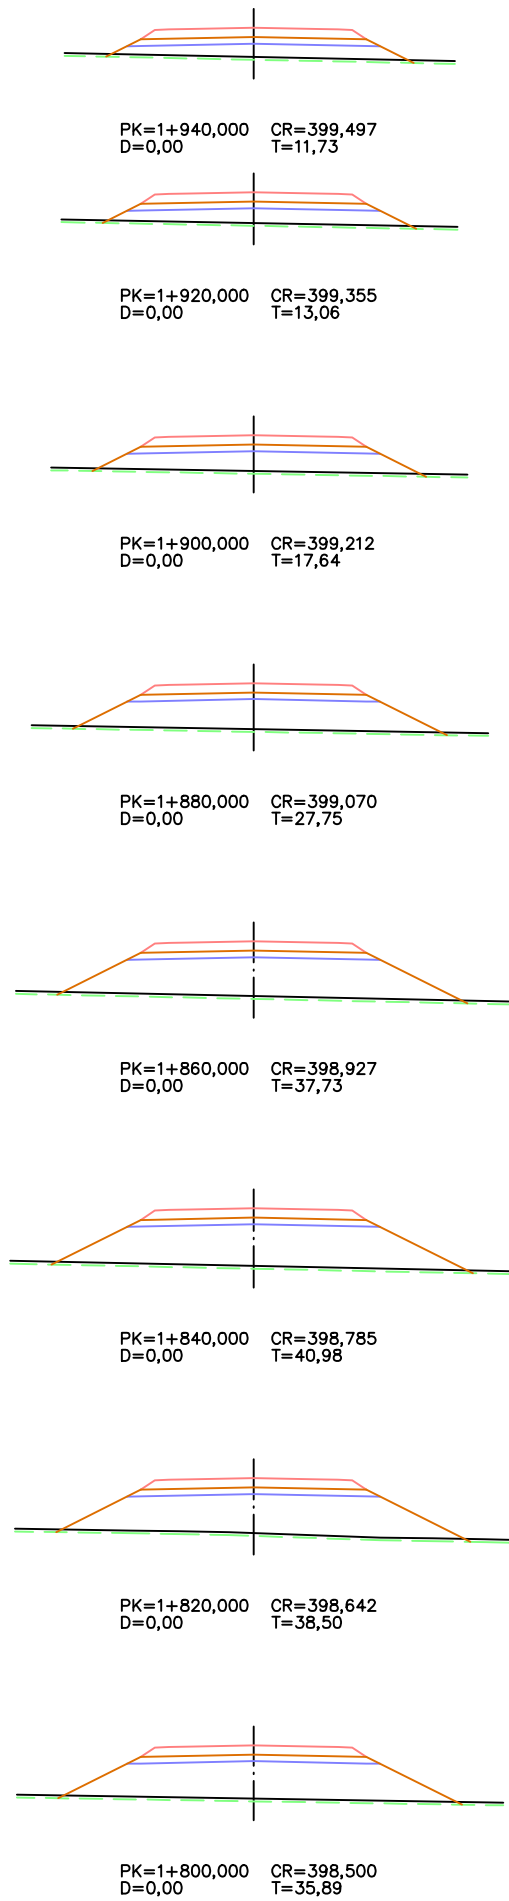 PK=1+940,000 CR=399,497
D=0,00 T=11,73
PK=1+920,000 CR=399,355
D=0,00 T=13,06
PK=1+900,000 CR=399,212
D=0,00 T=17,64
PK=1+880,000 CR=399,070
D=0,00 T=27,75
PK=1+860,000 CR=398,927
D=0,00 T=37,73
PK=1+840,000 CR=398,785
D=0,00 T=40,98
PK=1+820,000 CR=398,642
D=0,00 T=38,50
PK=1+800,000 CR=398,500
D=0,00 T=35,89